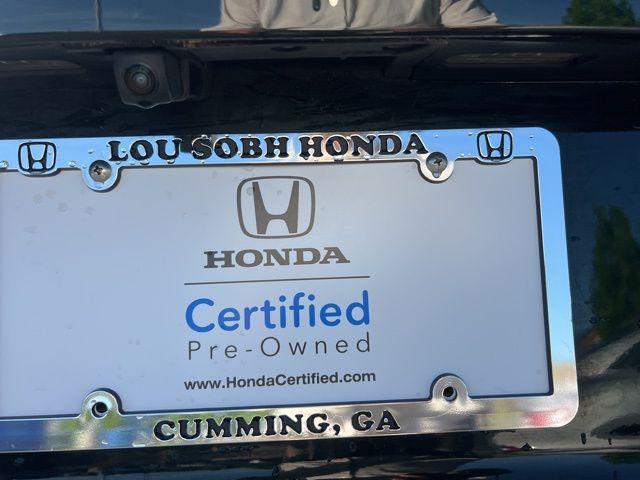 LOU SOBH HONDA
HONDA
Certified
Pre-Owned
www.HondaCertified.com
CUMMING, GA